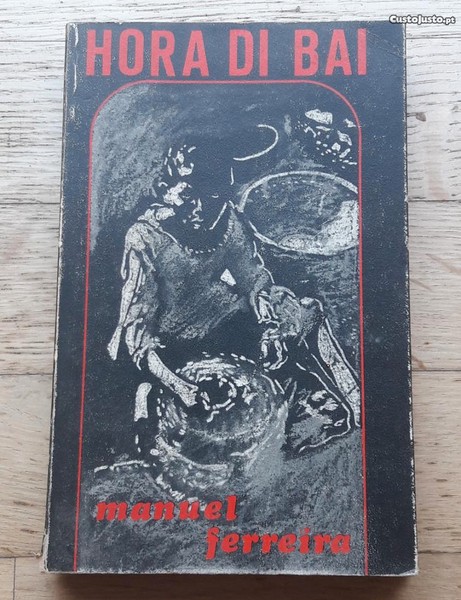 CustoJusto.pt
HORA DI BAI
manuel
ferreira